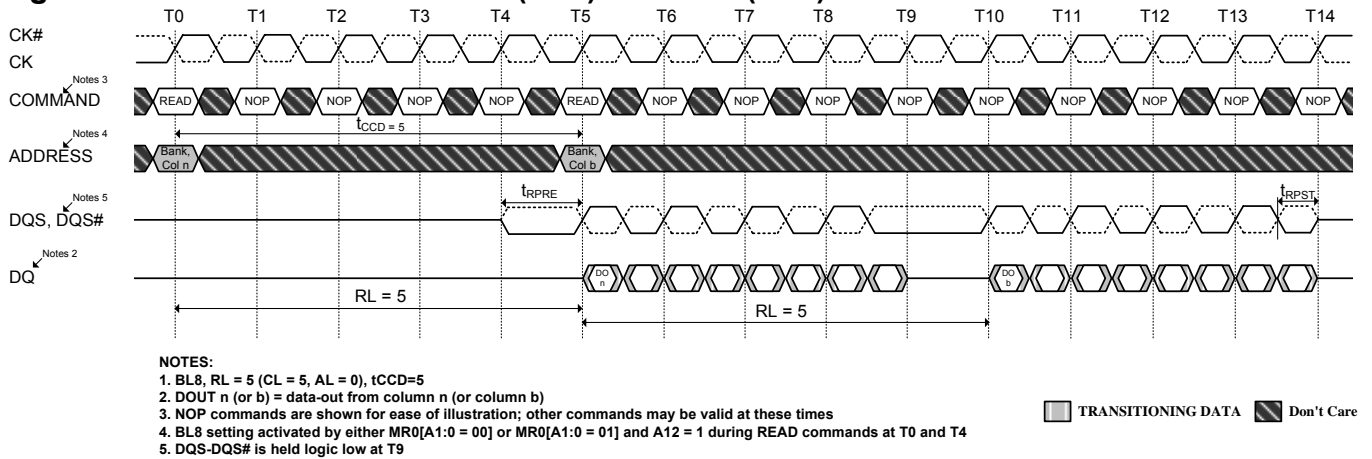 T0 T1 T2 T3 T4 T5 T6 T7 T8 T9 T10 T11 T12 T13 T14
CK#
CK
Notes 3
COMMAND READ NOP NOP NOP NOP READ NOP NOP NOP NOP NOP NOP NOP NOP NOP
tCCD = 5
Notes 4
ADDRESS Bank, Col n Bank, Col b
tRPRE tRPST
Notes 5
DQS, DQS#
Notes 2
DQ DO n DO b
RL = 5
RL = 5
NOTES:
1. BL8, RL = 5 (CL = 5, AL = 0), tCCD=5
2. DOUT n (or b) = data-out from column n (or column b)
3. NOP commands are shown for ease of illustration; other commands may be valid at these times
4. BL8 setting activated by either MR0[A1:0 = 00] or MR0[A1:0 = 01] and A12 = 1 during READ commands at T0 and T4
5. DQS-DQS# is held logic low at T9
TRANSITIONING DATA Don't Care